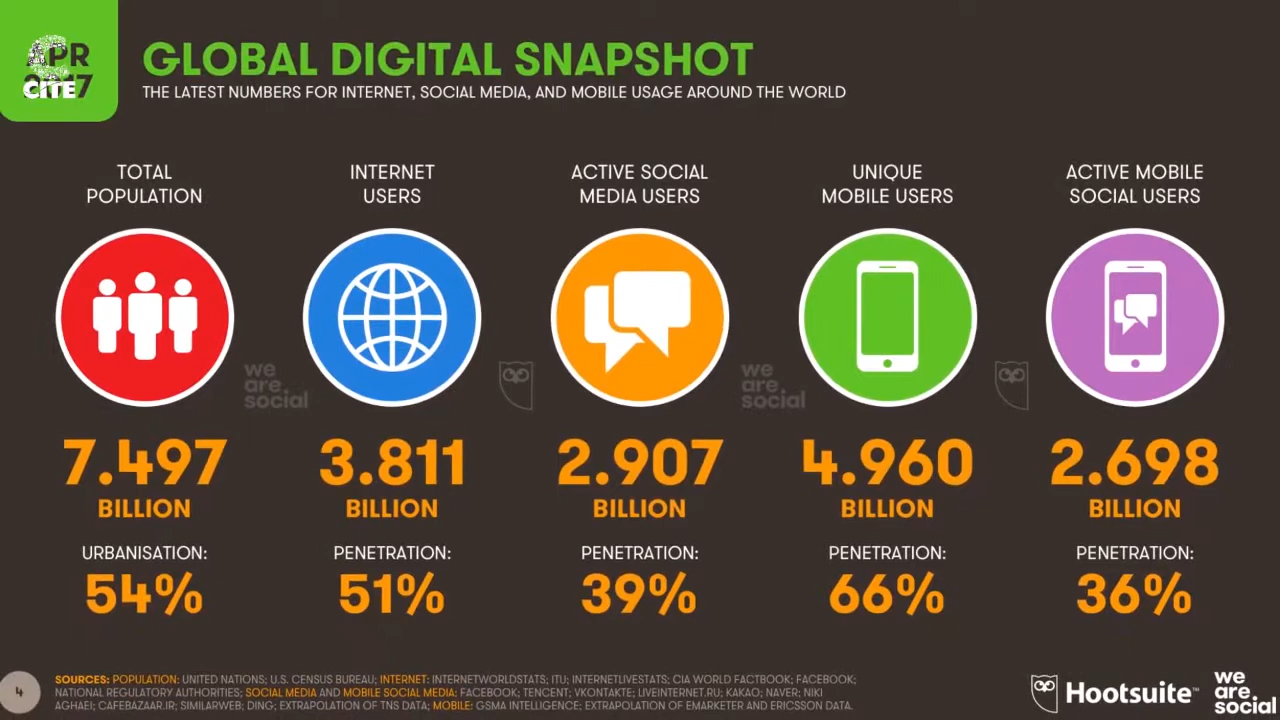 APR
CITE7
GLOBAL DIGITAL SNAPSHOT
THE LATEST NUMBERS FOR INTERNET, SOCIAL MEDIA, AND MOBILE USAGE AROUND THE WORLD
TOTAL
POPULATION
INTERNET
USERS
ACTIVE SOCIAL
MEDIA USERS
UNIQUE
MOBILE USERS
ACTIVE MOBILE
SOCIAL USERS
we
are
social
we
are
social
7.497
BILLION
3.811
BILLION
2.907
BILLION
4.960
BILLION
2.698
BILLION
URBANISATION:
54%
PENETRATION:
51%
PENETRATION:
39%
PENETRATION:
66%
PENETRATION:
36%
4
SOURCES: POPULATION: UNITED NATIONS; U.S. CENSUS BUREAU; INTERNET: INTERNETWORLDSTATS; ITU; INTERNETLIVESTATS; CIA WORLD FACTBOOK; FACEBOOK;
NATIONAL REGULATORY AUTHORITIES; SOCIAL MEDIA AND MOBILE SOCIAL MEDIA: FACEBOOK; TENCENT; VKONTAKTE; LIVEINTERNET.RU; KAKAO; NAVER; NIKI
AGHAEI; CAFEBAZAAR.IR; SIMILARWEB; DING; EXTRAPOLATION OF TNS DATA; MOBILE: GSMA INTELLIGENCE; EXTRAPOLATION OF EMARKETER AND ERICSSON DATA.
Hootsuite™
we
are
social